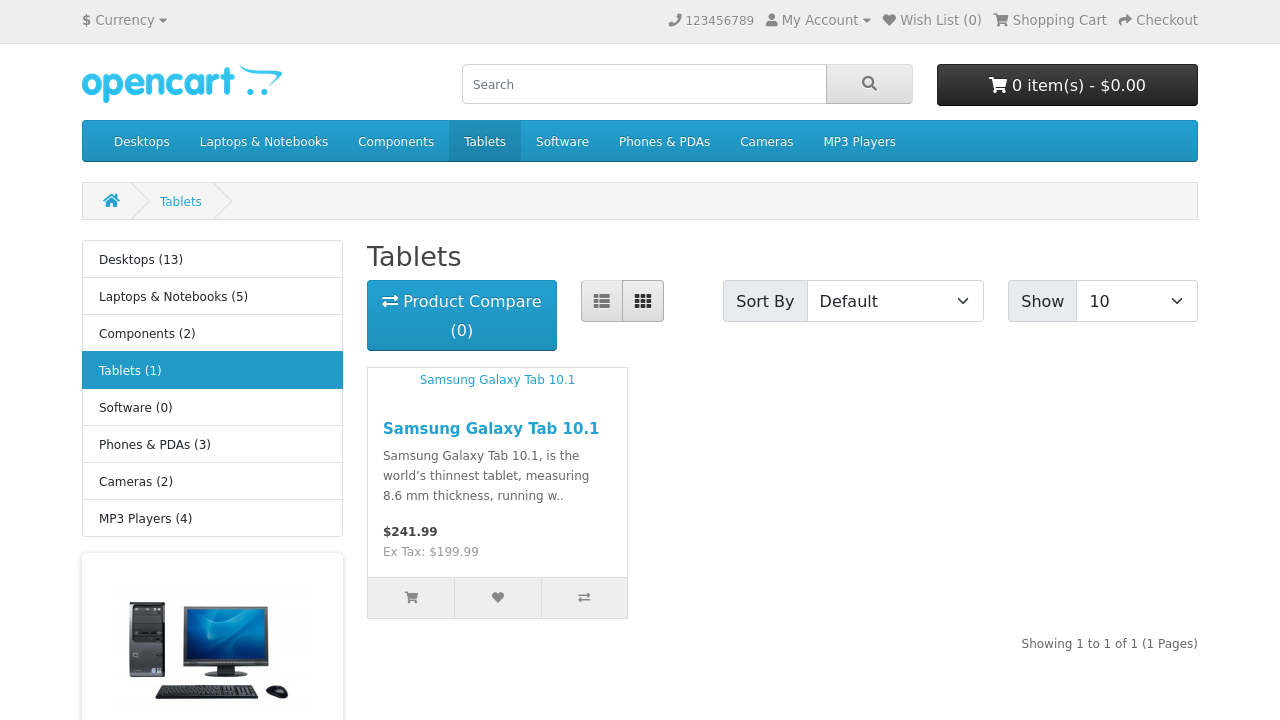 $ Currency
123456789 My Account Wish List (0) Shopping Cart Checkout
opencart
Search
0 item(s) - $0.00
Desktops Laptops & Notebooks Components Tablets Software Phones & PDAs Cameras MP3 Players
Tablets
Desktops (13)
Laptops & Notebooks (5)
Components (2)
Tablets (1)
Software (0)
Phones & PDAs (3)
Cameras (2)
MP3 Players (4)
Tablets
Product Compare
(0)
Sort By Default
Show 10
Samsung Galaxy Tab 10.1
Samsung Galaxy Tab 10.1
Samsung Galaxy Tab 10.1, is the
world’s thinnest tablet, measuring
8.6 mm thickness, running w..
$241.99
Ex Tax: $199.99
Showing 1 to 1 of 1 (1 Pages)